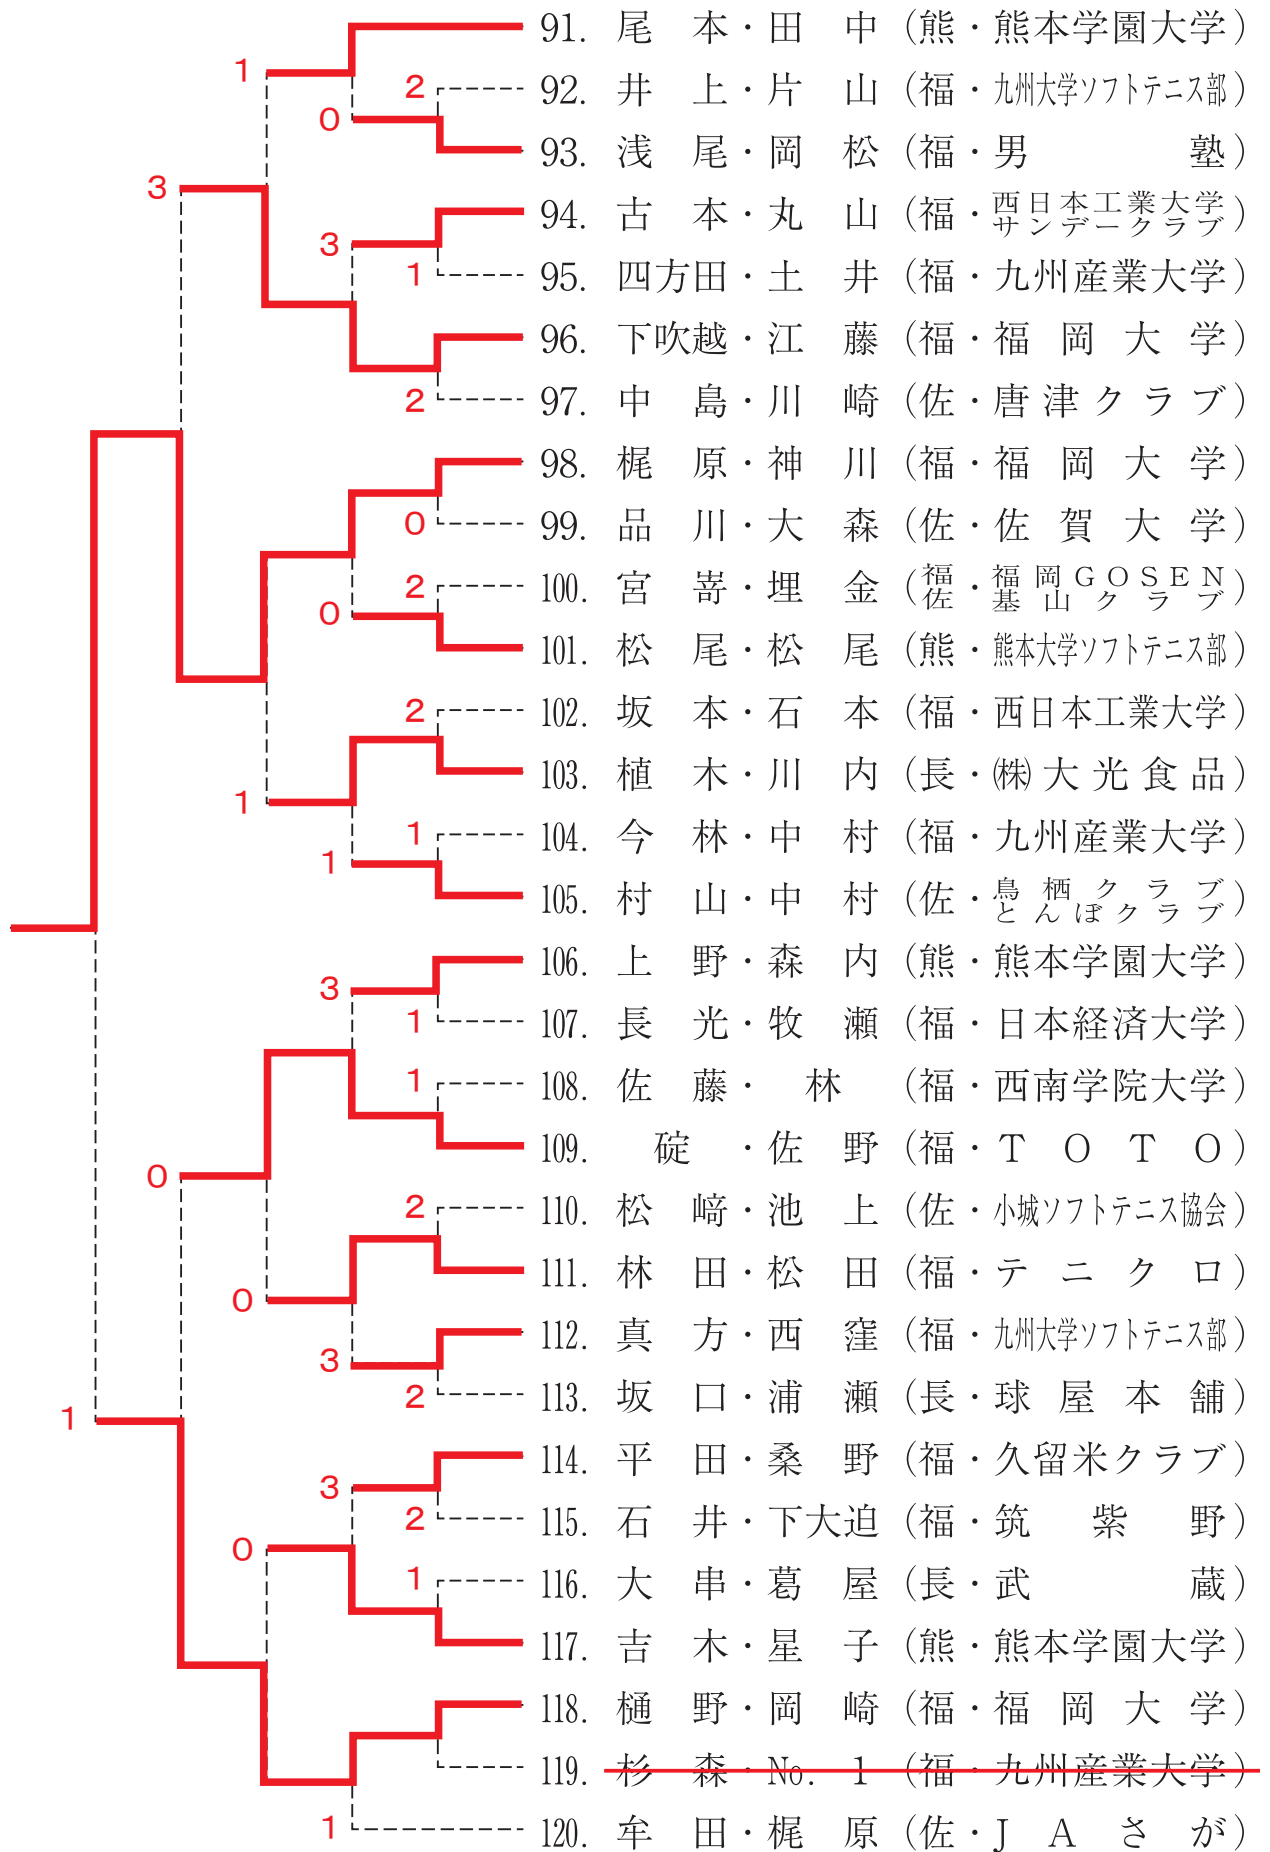 91. 尾本・田中（熊・熊本学園大学）
1
2
92. 井上・片山（福・九州大学ソフトテニス部）
0
93. 浅尾・岡松（福・男塾）
3
94. 古本・丸山（福・西日本工業大学
サンデークラブ）
3
1
95. 四方田・土井（福・九州産業大学）
96. 下吹越・江藤（福・福岡大学）
2
97. 中島・川崎（佐・唐津クラブ）
98. 梶原・神川（福・福岡大学）
0
99. 品川・大森（佐・佐賀大学）
2
100. 宮嵜・埋金（福・福岡GOSEN
佐・基山クラブ）
0
101. 松尾・松尾（熊・熊本大学ソフトテニス部）
2
102. 坂本・石本（福・西日本工業大学）
103. 植木・川内（長・㈱大光食品）
1
1
104. 今林・中村（福・九州産業大学）
1
105. 村山・中村（佐・鳥栖クラブ
とんぼクラブ）
106. 上野・森内（熊・熊本学園大学）
3
1
107. 長光・牧瀬（福・日本経済大学）
1
108. 佐藤・林（福・西南学院大学）
109. 碇・佐野（福・TOTO）
0
2
110. 松﨑・池上（佐・小城ソフトテニス協会）
111. 林田・松田（福・テニクロ）
0
112. 真方・西窪（福・九州大学ソフトテニス部）
3
2
113. 坂口・浦瀬（長・球屋本舗）
1
114. 平田・桑野（福・久留米クラブ）
3
2
115. 石井・下大迫（福・筑紫野）
0
1
116. 大串・葛屋（長・武蔵）
117. 吉木・星子（熊・熊本学園大学）
118. 樋野・岡崎（福・福岡大学）
119. 杉森・No. 1（福・九州産業大学）
1
120. 牟田・梶原（佐・JAさが）